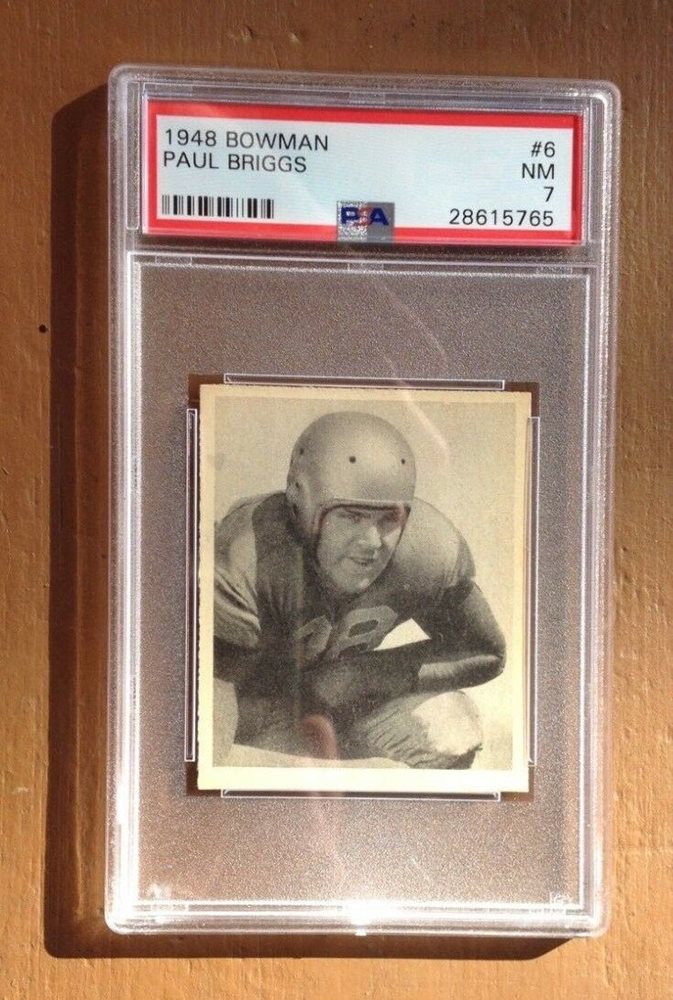 1948 BOWMAN #6
PAUL BRIGGS NM
7
PSA 28615765